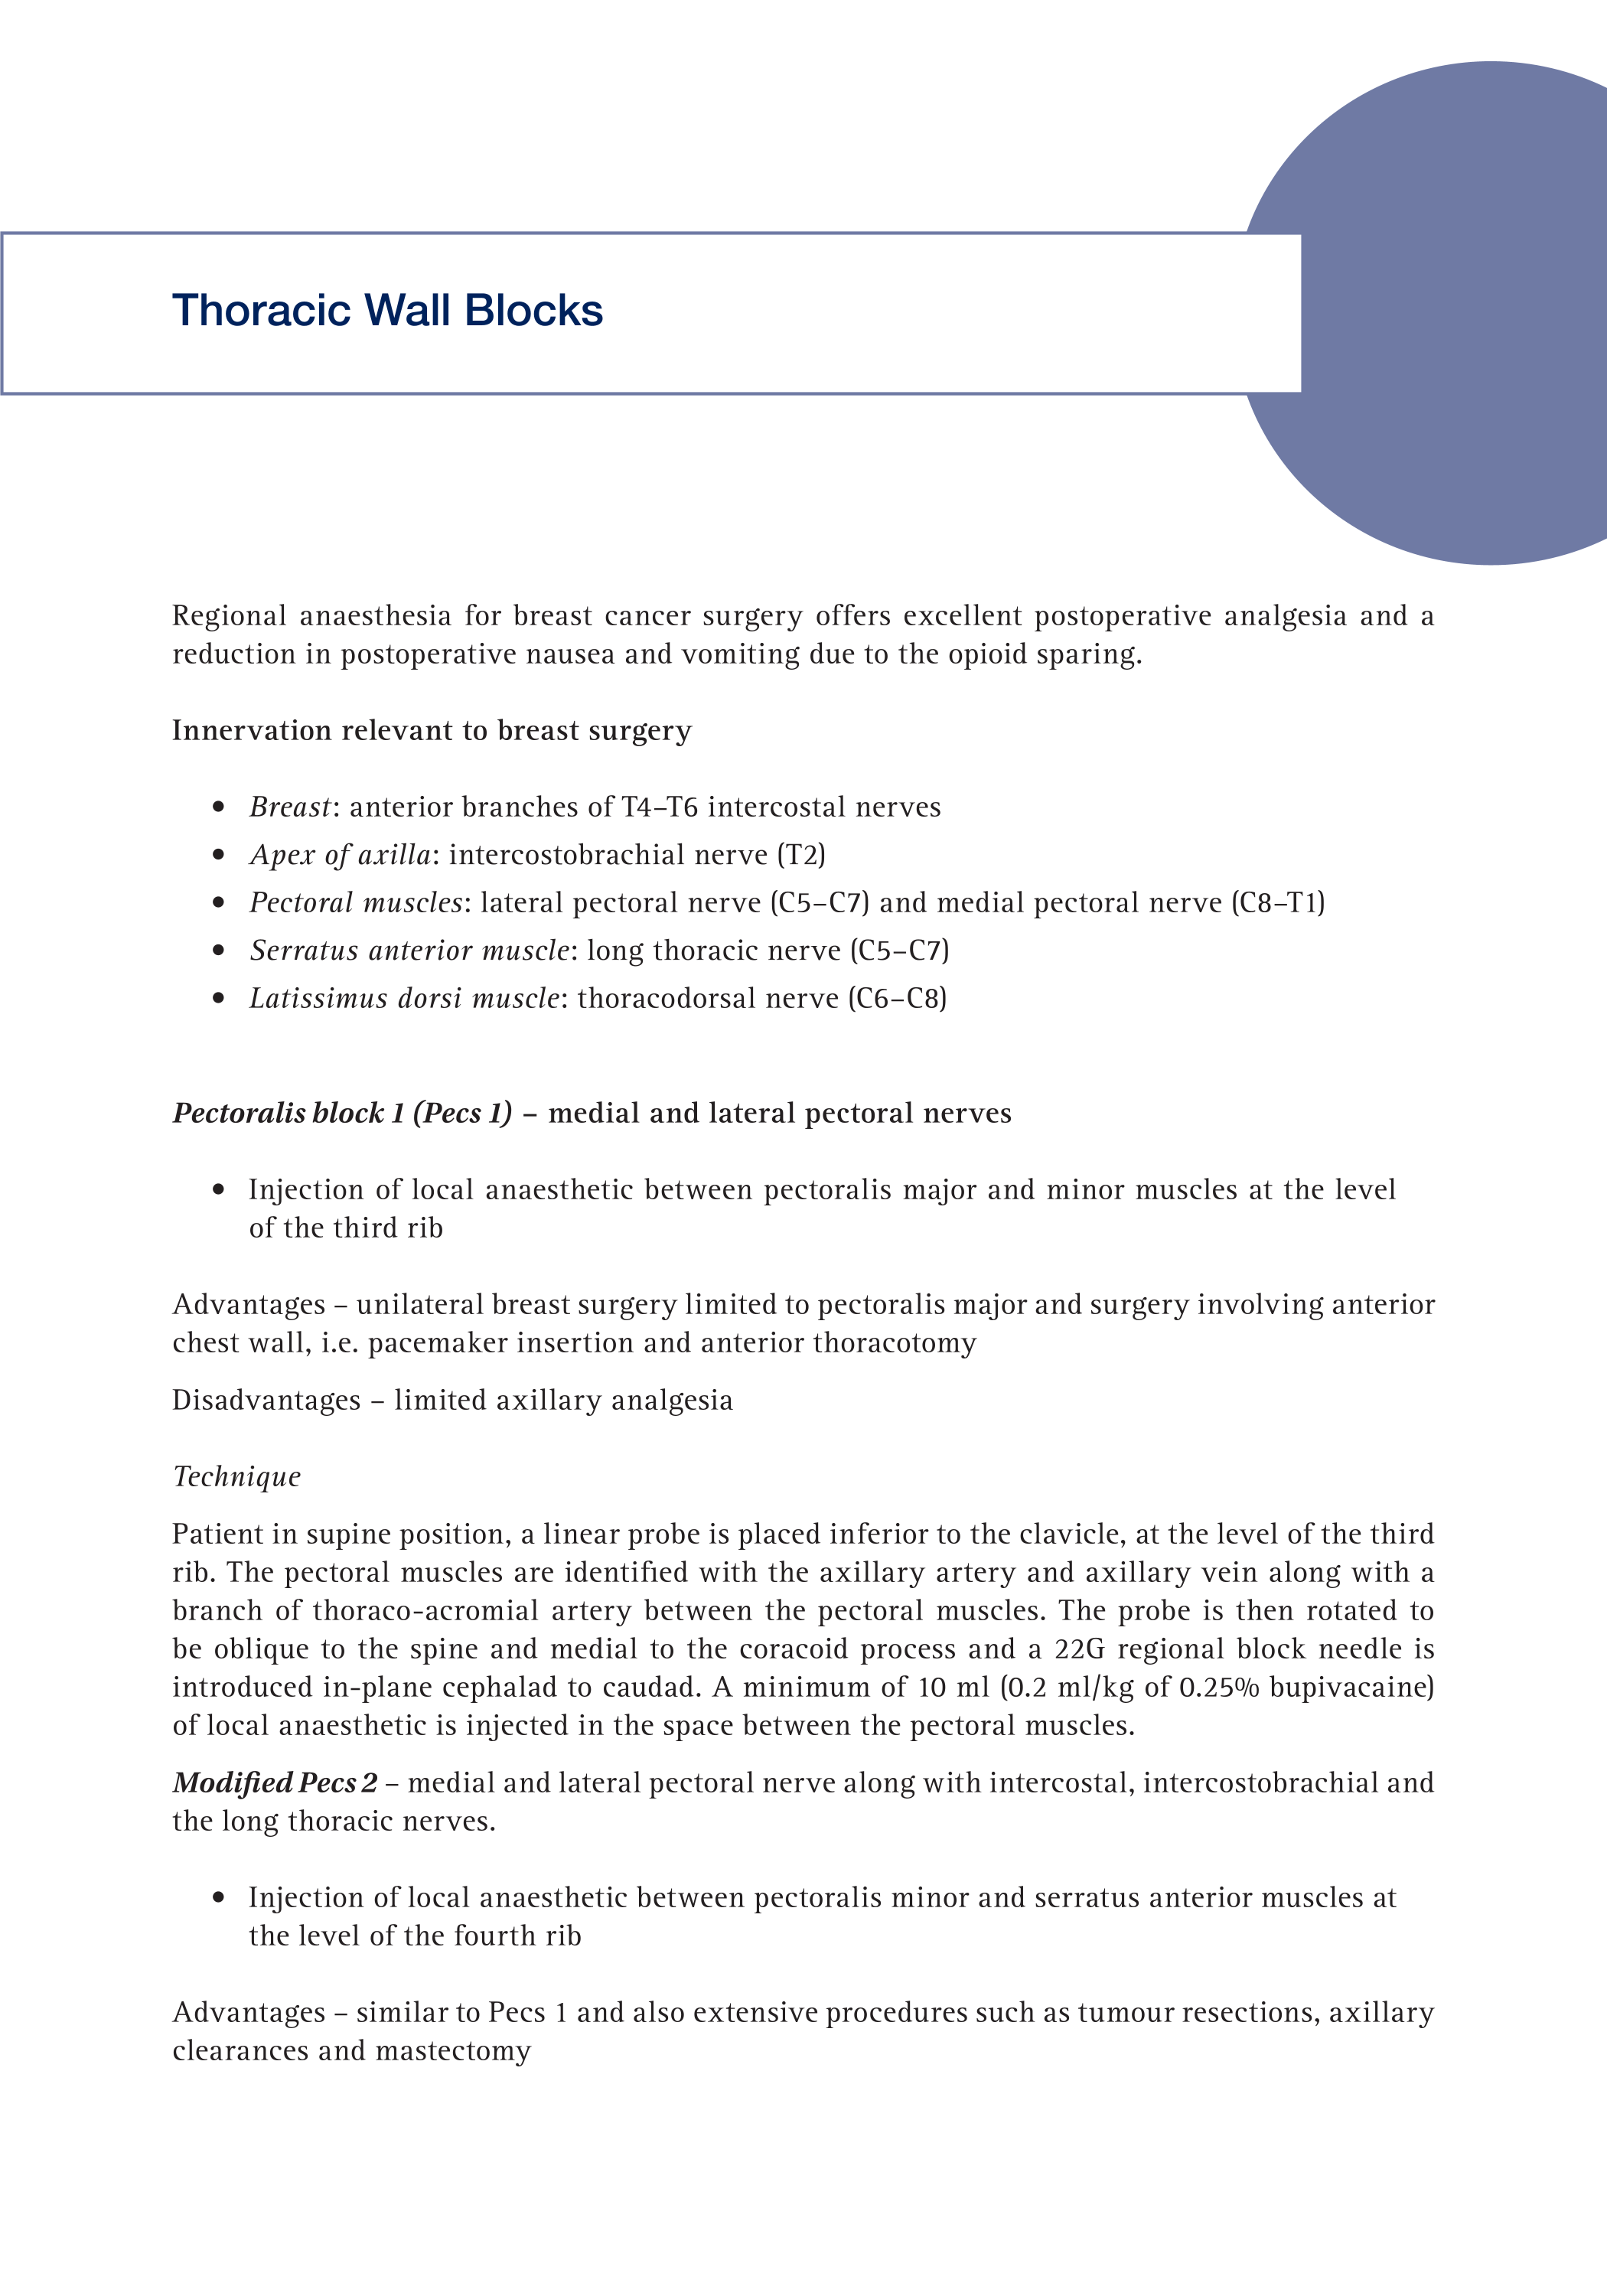 Thoracic Wall Blocks
Regional anaesthesia for breast cancer surgery offers excellent postoperative analgesia and a
reduction in postoperative nausea and vomiting due to the opioid sparing.
Innervation relevant to breast surgery
• Breast: anterior branches of T4–T6 intercostal nerves
• Apex of axilla: intercostobrachial nerve (T2)
• Pectoral muscles: lateral pectoral nerve (C5–C7) and medial pectoral nerve (C8–T1)
• Serratus anterior muscle: long thoracic nerve (C5–C7)
• Latissimus dorsi muscle: thoracodorsal nerve (C6–C8)
Pectoralis block 1 (Pecs 1) – medial and lateral pectoral nerves
• Injection of local anaesthetic between pectoralis major and minor muscles at the level
of the third rib
Advantages – unilateral breast surgery limited to pectoralis major and surgery involving anterior
chest wall, i.e. pacemaker insertion and anterior thoracotomy
Disadvantages – limited axillary analgesia
Technique
Patient in supine position, a linear probe is placed inferior to the clavicle, at the level of the third
rib. The pectoral muscles are identified with the axillary artery and axillary vein along with a
branch of thoraco-acromial artery between the pectoral muscles. The probe is then rotated to
be oblique to the spine and medial to the coracoid process and a 22G regional block needle is
introduced in-plane cephalad to caudad. A minimum of 10 ml (0.2 ml/kg of 0.25% bupivacaine)
of local anaesthetic is injected in the space between the pectoral muscles.
Modified Pecs 2 – medial and lateral pectoral nerve along with intercostal, intercostobrachial and
the long thoracic nerves.
• Injection of local anaesthetic between pectoralis minor and serratus anterior muscles at
the level of the fourth rib
Advantages – similar to Pecs 1 and also extensive procedures such as tumour resections, axillary
clearances and mastectomy